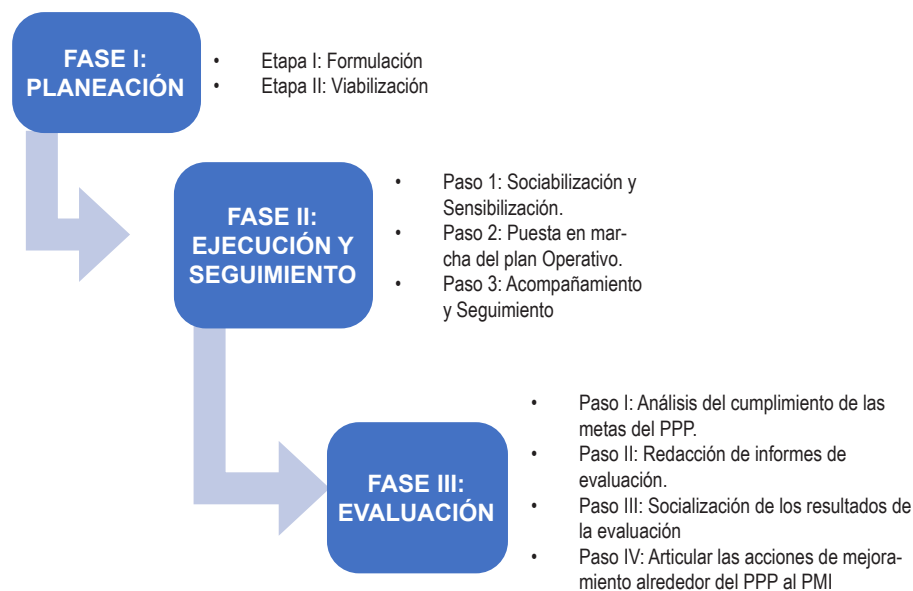 FASE I:
PLANEACIÓN
• Etapa I: Formulación
• Etapa II: Viabilización
FASE II:
EJECUCIÓN Y
SEGUIMIENTO
• Paso 1: Sociabilización y
Sensibilización.
• Paso 2: Puesta en mar-
cha del plan Operativo.
• Paso 3: Acompañamiento
y Seguimiento
FASE III:
EVALUACIÓN
• Paso I: Análisis del cumplimiento de las
metas del PPP.
• Paso II: Redacción de informes de
evaluación.
• Paso III: Socialización de los resultados de
la evaluación
• Paso IV: Articular las acciones de mejora-
miento alrededor del PPP al PMI